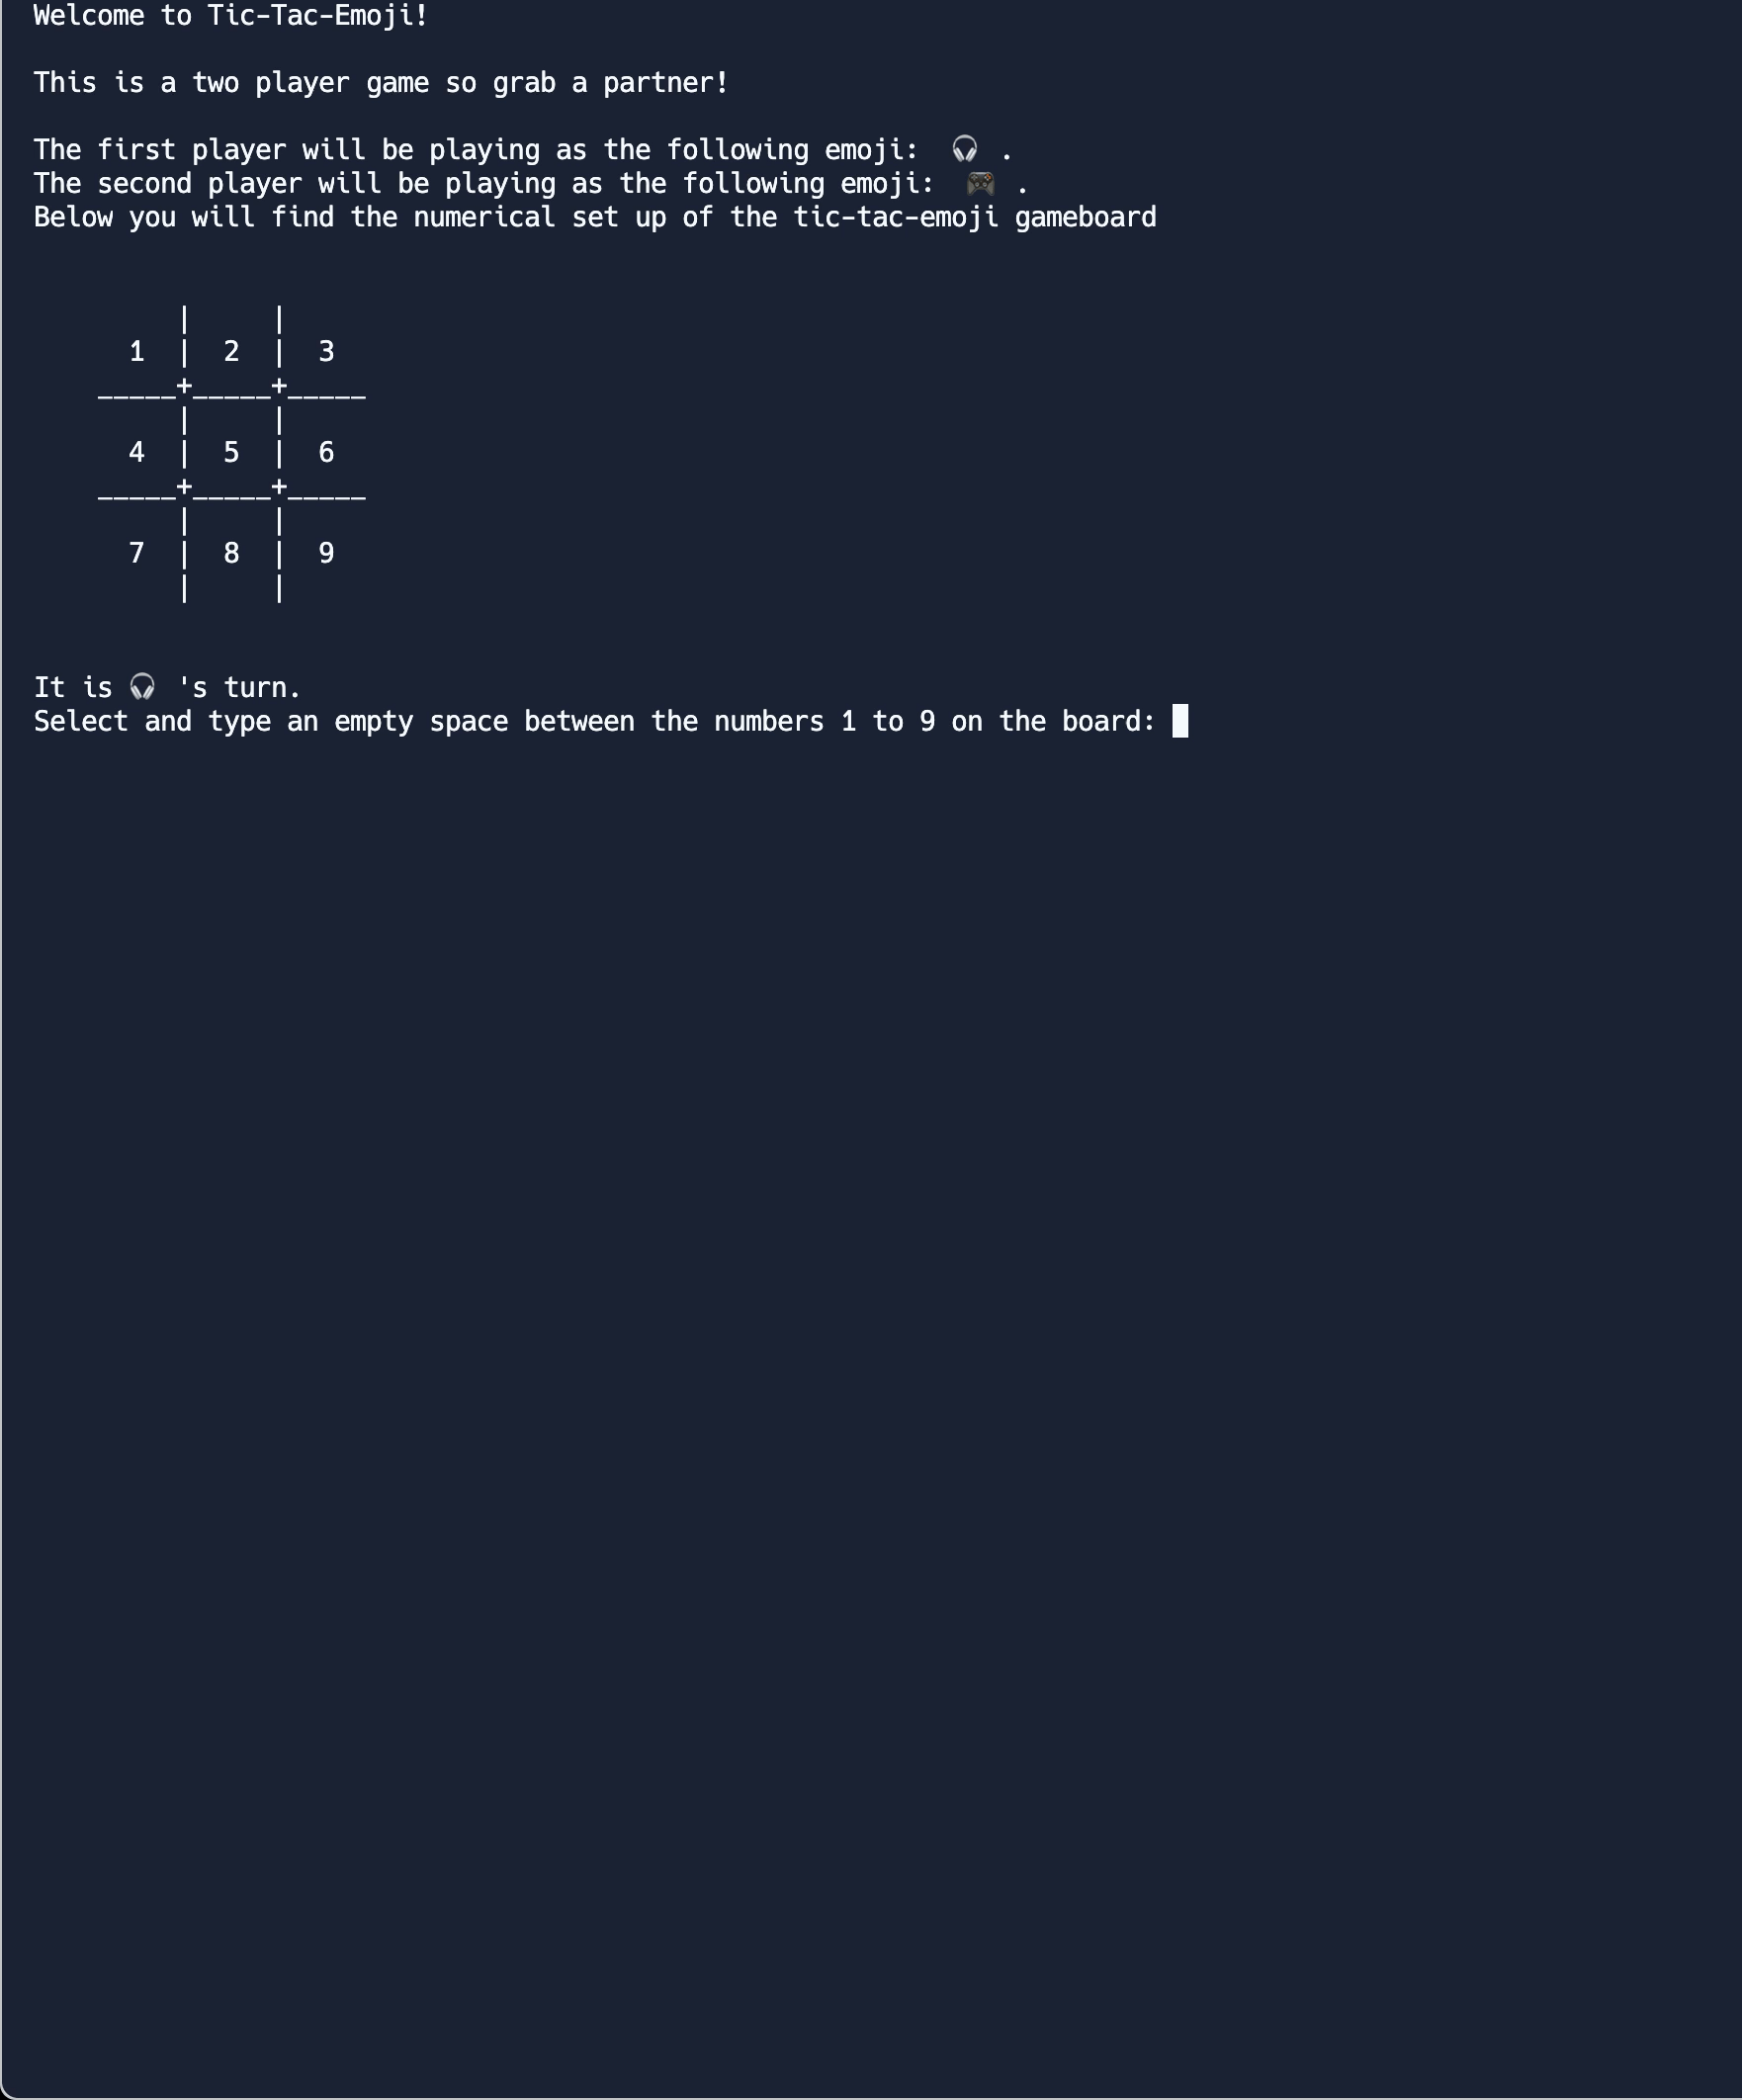 Welcome to Tic-Tac-Emoji!
This is a two player game so grab a partner!
The first player will be playing as the following emoji:  🎧 .
The second player will be playing as the following emoji:  🎮 .
Below you will find the numerical set up of the tic-tac-emoji gameboard
     |     |
  1  |  2  |  3
_____+_____+_____
     |     |
  4  |  5  |  6
_____+_____+_____
     |     |
  7  |  8  |  9
     |     |
It is 🎧 's turn.
Select and type an empty space between the numbers 1 to 9 on the board: